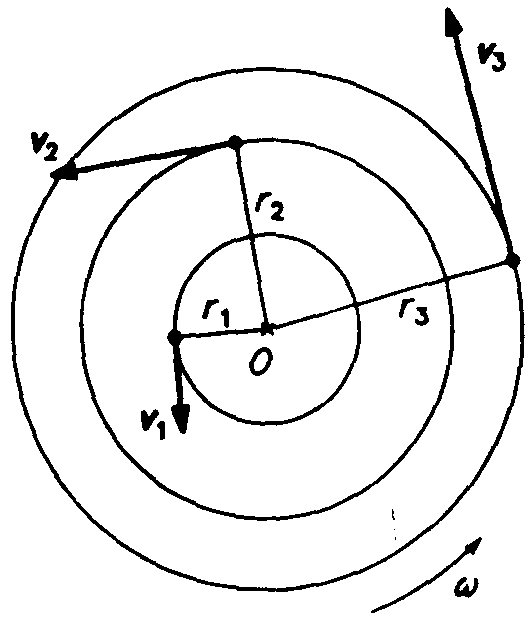 v₃
v₂
r₂
r₁
r₃
O
v₁
ω